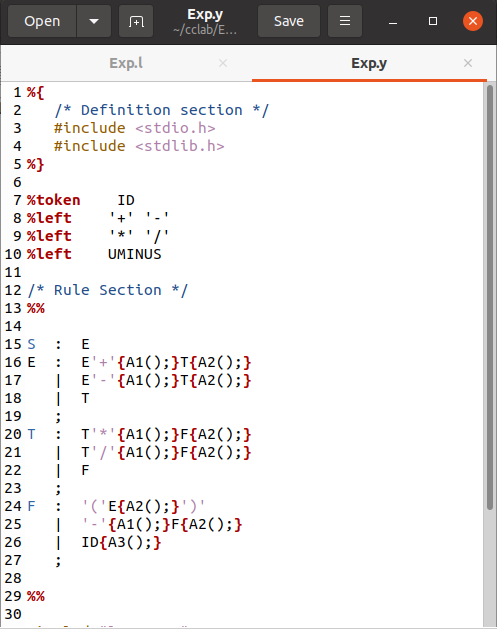 Open Exp.y Save
~/cclab/E...
Exp.l × Exp.y ×
1 %{
2    /* Definition section */
3    #include <stdio.h>
4    #include <stdlib.h>
5 %}
6
7 %token    ID
8 %left    '+' '-'
9 %left    '*' '/'
10 %left    UMINUS
11
12 /* Rule Section */
13 %%
14
15 S  :  E
16 E  :  E'+'{A1();}T{A2();}
17    |  E'-'{A1();}T{A2();}
18    |  T
19    ;
20 T  :  T'*'{A1();}F{A2();}
21    |  T'/'{A1();}F{A2();}
22    |  F
23    ;
24 F  :  '('E{A2();}')'
25    |  '-'{A1();}F{A2();}
26    |  ID{A3();}
27    ;
28
29 %%
30